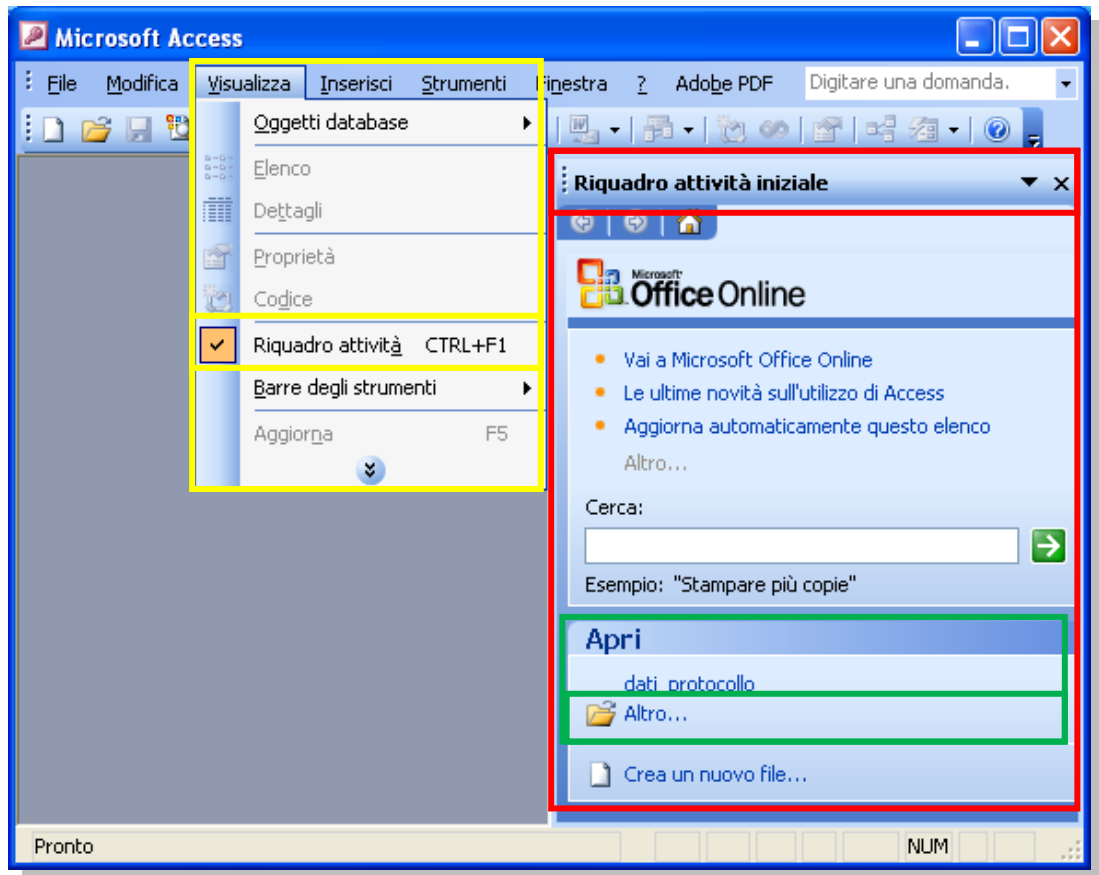 Microsoft Access
File Modifica Visualizza Inserisci Strumenti Finestra ? Adobe PDF Digitare una domanda.
Oggetti database
Elenco
Dettagli
Proprietà
Codice
Riquadro attività CTRL+F1
Barre degli strumenti
Aggiorna F5
Riquadro attività iniziale
Microsoft
Office Online
Vai a Microsoft Office Online
Le ultime novità sull'utilizzo di Access
Aggiorna automaticamente questo elenco
Altro...
Cerca:
Esempio: "Stampare più copie"
Apri
dati protocollo
Altro...
Crea un nuovo file...
Pronto NUM